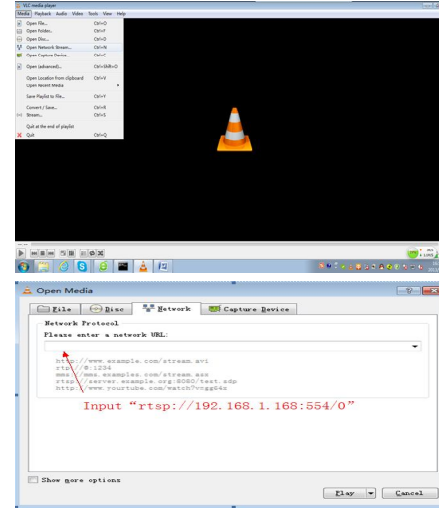 VLC media player
Media Playback Audio Video Tools View Help
Open File... Ctrl+O
Open Folder... Ctrl+F
Open Disc... Ctrl+D
Open Network Stream... Ctrl+N
Open Capture Device... Ctrl+C
Open (advanced)... Ctrl+Shift+O
Open Location from clipboard Ctrl+V
Open Recent Media
Save Playlist to File... Ctrl+Y
Convert / Save... Ctrl+R
Stream... Ctrl+S
Quit at the end of playlist
Quit Ctrl+Q
Open Media
File Disc Network Capture Device
Network Protocol
Please enter a network URL:
http://www.example.com/stream.avi
rtp://@:1234
mms://mms.examples.com/stream.asx
rtsp://server.example.org:8080/test.sdp
http://www.yourtube.com/watch?v=gg64x
Input “rtsp://192.168.1.168:554/0”
Show more options
Play Cancel